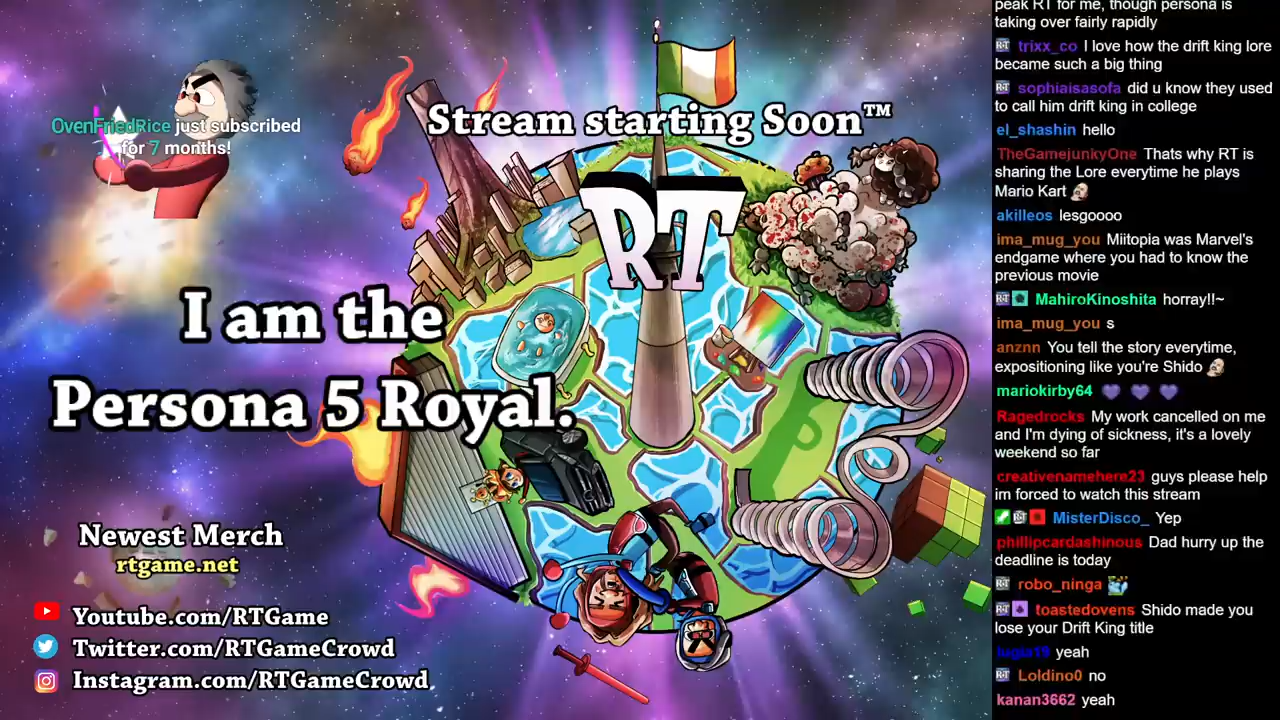 OvenFriedRice just subscribed
for 7 months!
Stream starting Soon™
RT
I am the
Persona 5 Royal.
Newest Merch
rtgame.net
Youtube.com/RTGame
Twitter.com/RTGameCrowd
Instagram.com/RTGameCrowd
peak RT for me, though persona is
taking over fairly rapidly
trixx_co I love how the drift king lore
became such a big thing
sophiaisasofa did u know they used
to call him drift king in college
el_shashin hello
TheGamejunkyOne Thats why RT is
sharing the Lore everytime he plays
Mario Kart
akilleos lesgoooo
ima_mug_you Miitopia was Marvel's
endgame where you had to know the
previous movie
MahiroKinoshita horray!!~
ima_mug_you s
anznn You tell the story everytime,
expositioning like you're Shido
mariokirby64
Ragedrocks My work cancelled on me
and I'm dying of sickness, it's a lovely
weekend so far
creativenamehere23 guys please help
im forced to watch this stream
MisterDisco_ Yep
phillipcardashinous Dad hurry up the
deadline is today
robo_ninga
toastedovens Shido made you
lose your Drift King title
lugia19 yeah
Loldino0 no
kanan3662 yeah